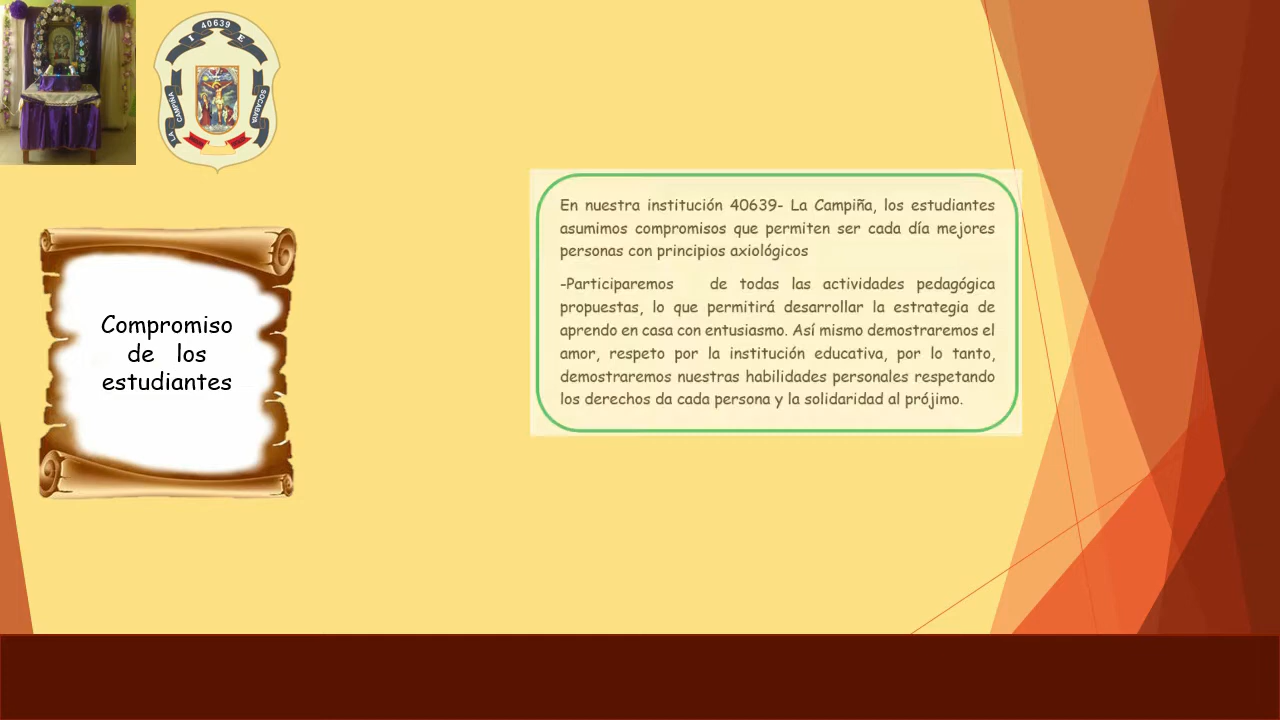 40639
I E
LA CAMPIÑA
SOCABAYA
Compromiso
de los
estudiantes
En nuestra institución 40639- La Campiña, los estudiantes
asumimos compromisos que permiten ser cada día mejores
personas con principios axiológicos
-Participaremos de todas las actividades pedagógica
propuestas, lo que permitirá desarrollar la estrategia de
aprendo en casa con entusiasmo. Así mismo demostraremos el
amor, respeto por la institución educativa, por lo tanto,
demostraremos nuestras habilidades personales respetando
los derechos da cada persona y la solidaridad al prójimo.